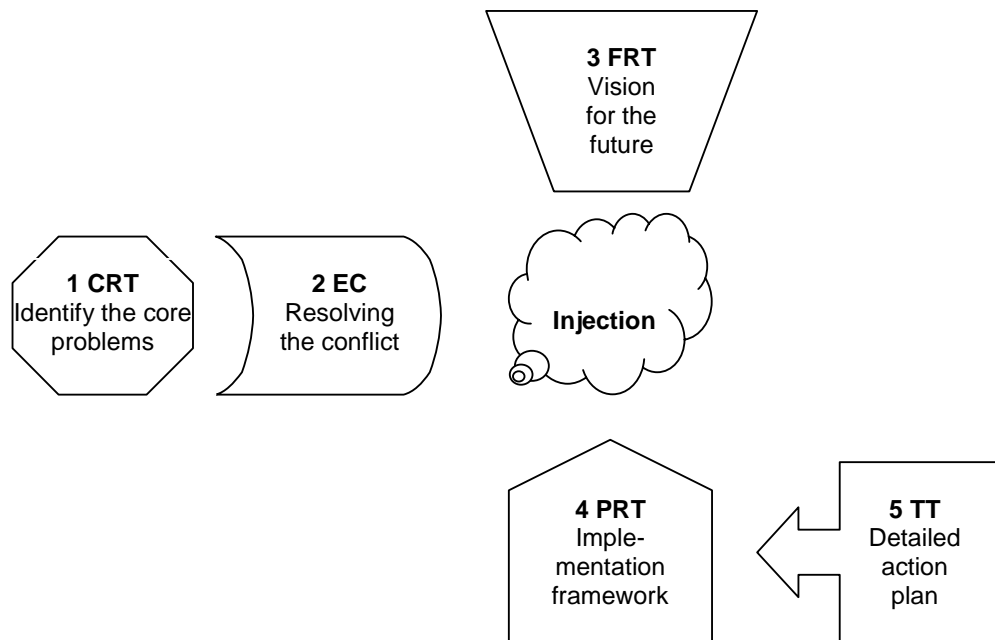 1 CRT
Identify the core
problems
2 EC
Resolving
the conflict
3 FRT
Vision
for the
future
Injection
4 PRT
Imple-
mentation
framework
5 TT
Detailed
action
plan